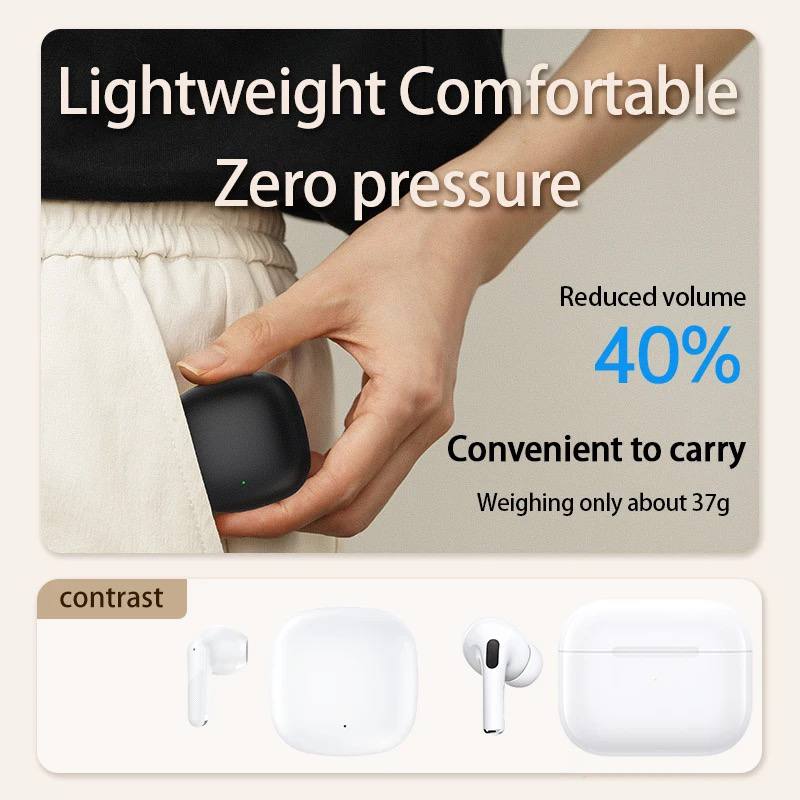 Lightweight Comfortable
Zero pressure
Reduced volume
40%
Convenient to carry
Weighing only about 37g
contrast